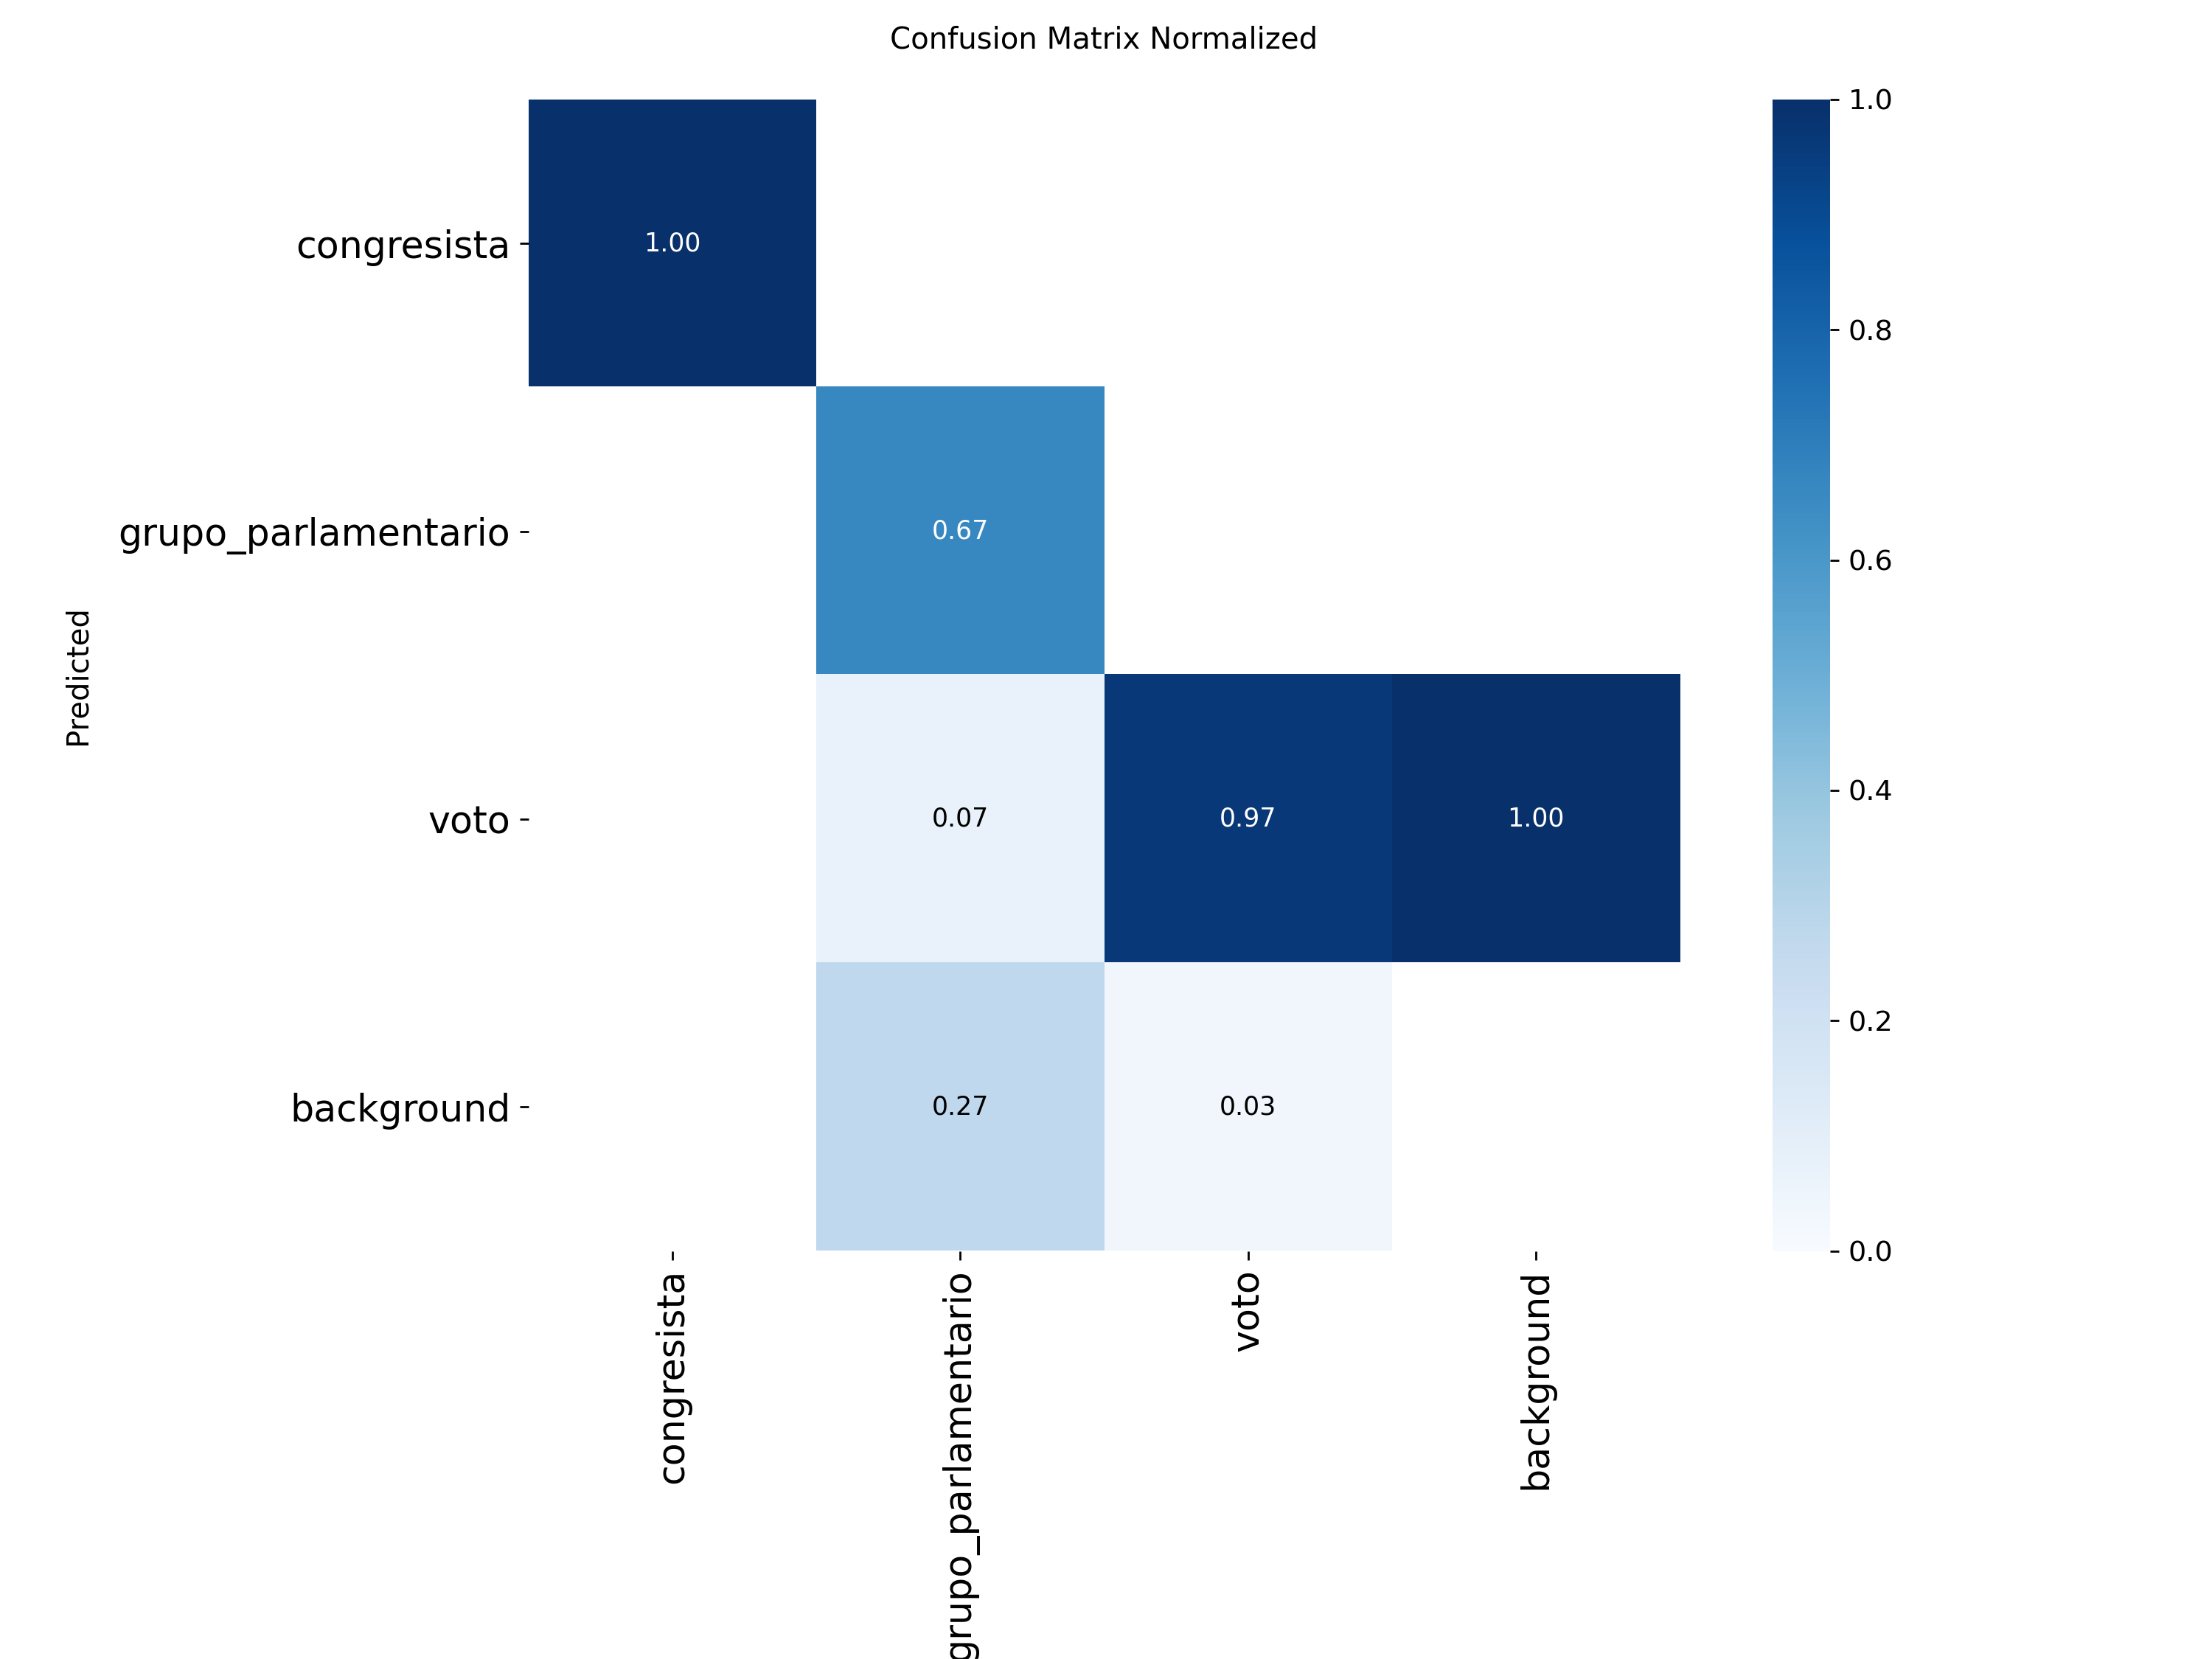 Confusion Matrix Normalized
1.0
congresista
1.00
0.8
grupo_parlamentario
0.67
0.6
Predicted
voto
0.07 0.97 1.00
0.4
0.2
background
0.27 0.03
0.0
congresista
grupo_parlamentario
voto
background